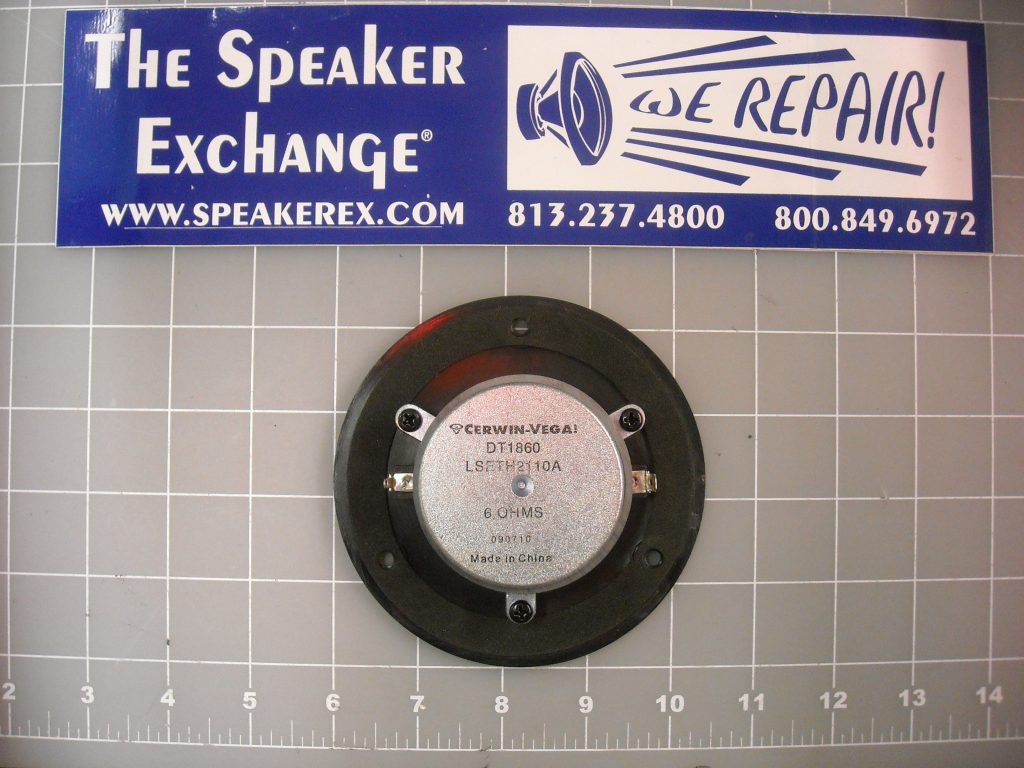 THE SPEAKER
EXCHANGE®
WE REPAIR!
WWW.SPEAKEREX.COM
813.237.4800
800.849.6972
CERWIN-VEGA!
DT1860
LSETH2110A
6 OHMS
090710
Made in China
2 3 4 5 6 7 8 9 10 11 12 13 14